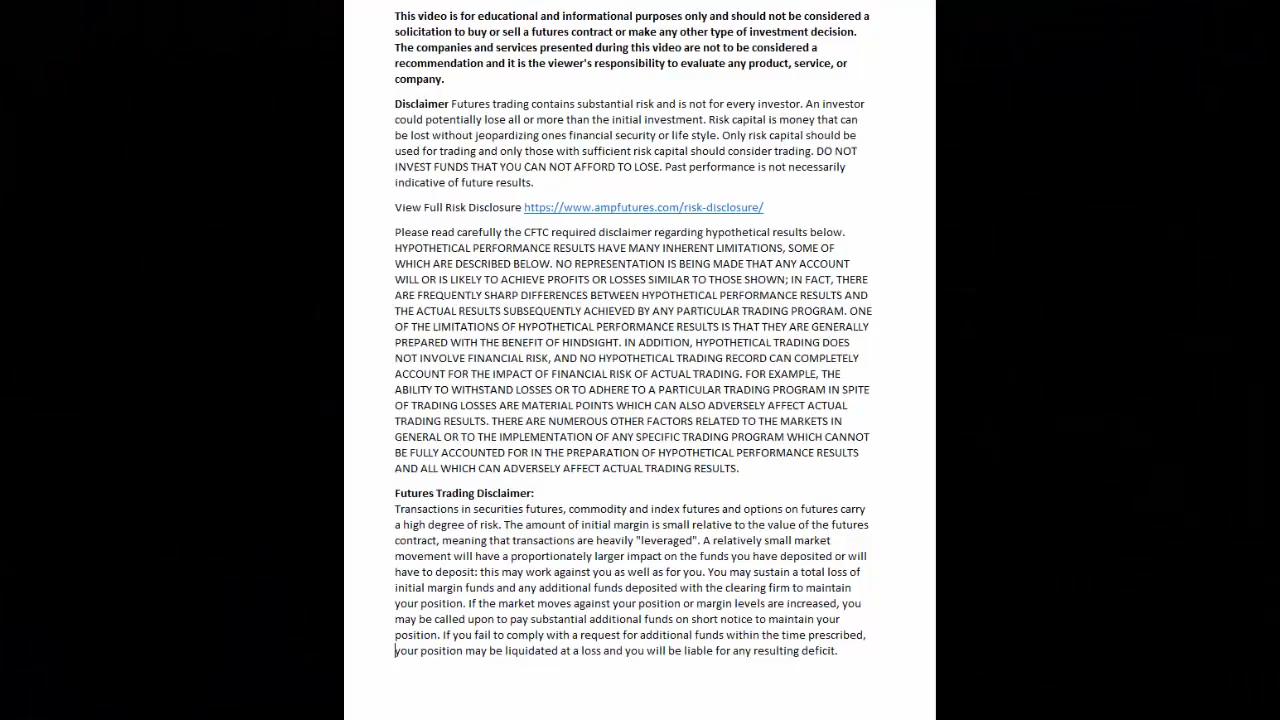 This video is for educational and informational purposes only and should not be considered a
solicitation to buy or sell a futures contract or make any other type of investment decision.
The companies and services presented during this video are not to be considered a
recommendation and it is the viewer's responsibility to evaluate any product, service, or
company.
Disclaimer Futures trading contains substantial risk and is not for every investor. An investor
could potentially lose all or more than the initial investment. Risk capital is money that can
be lost without jeopardizing ones financial security or life style. Only risk capital should be
used for trading and only those with sufficient risk capital should consider trading. DO NOT
INVEST FUNDS THAT YOU CAN NOT AFFORD TO LOSE. Past performance is not necessarily
indicative of future results.
View Full Risk Disclosure https://www.ampfutures.com/risk-disclosure/
Please read carefully the CFTC required disclaimer regarding hypothetical results below.
HYPOTHETICAL PERFORMANCE RESULTS HAVE MANY INHERENT LIMITATIONS, SOME OF
WHICH ARE DESCRIBED BELOW. NO REPRESENTATION IS BEING MADE THAT ANY ACCOUNT
WILL OR IS LIKELY TO ACHIEVE PROFITS OR LOSSES SIMILAR TO THOSE SHOWN; IN FACT, THERE
ARE FREQUENTLY SHARP DIFFERENCES BETWEEN HYPOTHETICAL PERFORMANCE RESULTS AND
THE ACTUAL RESULTS SUBSEQUENTLY ACHIEVED BY ANY PARTICULAR TRADING PROGRAM. ONE
OF THE LIMITATIONS OF HYPOTHETICAL PERFORMANCE RESULTS IS THAT THEY ARE GENERALLY
PREPARED WITH THE BENEFIT OF HINDSIGHT. IN ADDITION, HYPOTHETICAL TRADING DOES
NOT INVOLVE FINANCIAL RISK, AND NO HYPOTHETICAL TRADING RECORD CAN COMPLETELY
ACCOUNT FOR THE IMPACT OF FINANCIAL RISK OF ACTUAL TRADING. FOR EXAMPLE, THE
ABILITY TO WITHSTAND LOSSES OR TO ADHERE TO A PARTICULAR TRADING PROGRAM IN SPITE
OF TRADING LOSSES ARE MATERIAL POINTS WHICH CAN ALSO ADVERSELY AFFECT ACTUAL
TRADING RESULTS. THERE ARE NUMEROUS OTHER FACTORS RELATED TO THE MARKETS IN
GENERAL OR TO THE IMPLEMENTATION OF ANY SPECIFIC TRADING PROGRAM WHICH CANNOT
BE FULLY ACCOUNTED FOR IN THE PREPARATION OF HYPOTHETICAL PERFORMANCE RESULTS
AND ALL WHICH CAN ADVERSELY AFFECT ACTUAL TRADING RESULTS.
Futures Trading Disclaimer:
Transactions in securities futures, commodity and index futures and options on futures carry
a high degree of risk. The amount of initial margin is small relative to the value of the futures
contract, meaning that transactions are heavily "leveraged". A relatively small market
movement will have a proportionately larger impact on the funds you have deposited or will
have to deposit: this may work against you as well as for you. You may sustain a total loss of
initial margin funds and any additional funds deposited with the clearing firm to maintain
your position. If the market moves against your position or margin levels are increased, you
may be called upon to pay substantial additional funds on short notice to maintain your
position. If you fail to comply with a request for additional funds within the time prescribed,
your position may be liquidated at a loss and you will be liable for any resulting deficit.